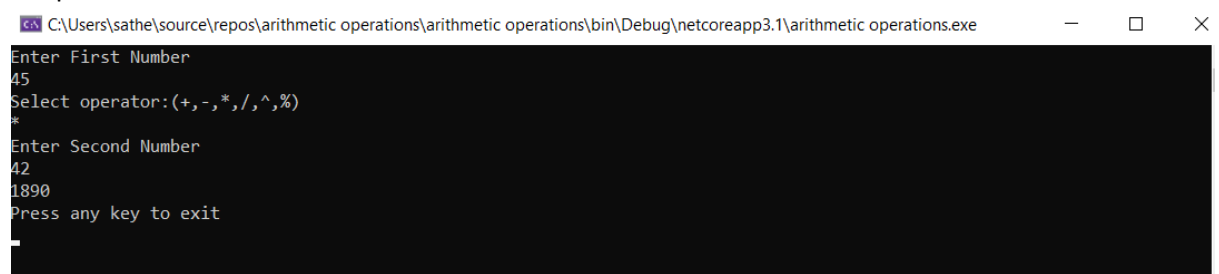 C:\Users\sathe\source\repos\arithmetic operations\arithmetic operations\bin\Debug\netcoreapp3.1\arithmetic operations.exe
Enter First Number
45
Select operator:(+,-,*,/,^,%)
*
Enter Second Number
42
1890
Press any key to exit